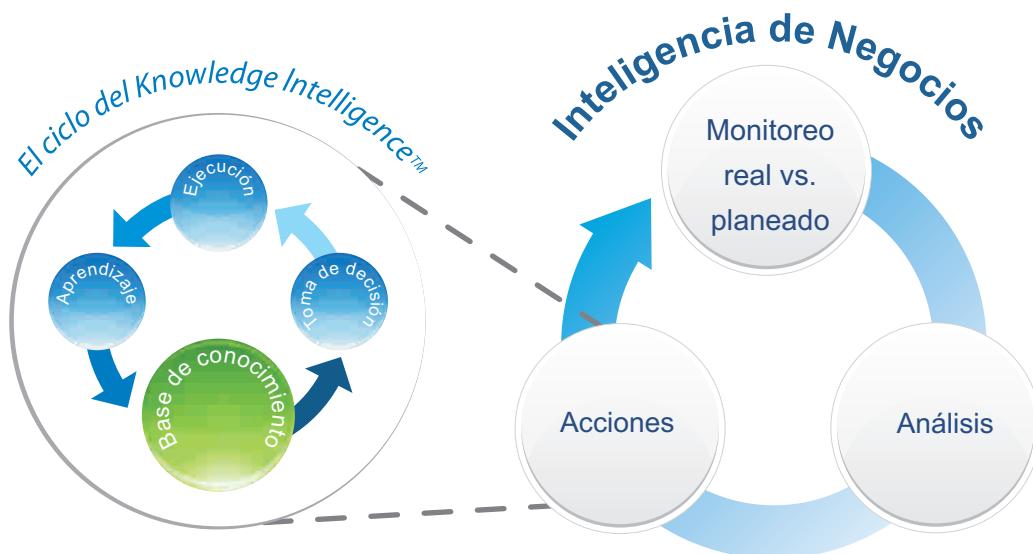 El ciclo del Knowledge Intelligence™
Ejecución
Aprendizaje
Toma de decisión
Base de conocimiento
Inteligencia de Negocios
Monitoreo
real vs.
planeado
Acciones
Análisis